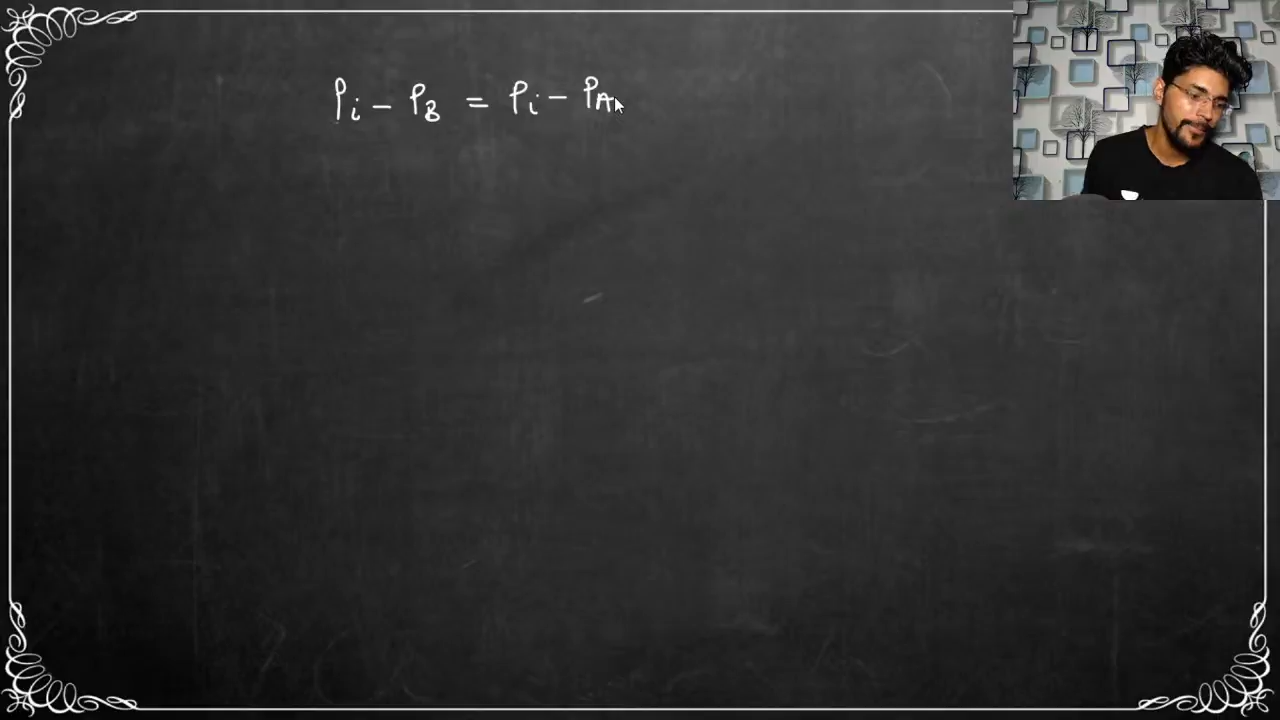 Pi - PB = Pi - PA